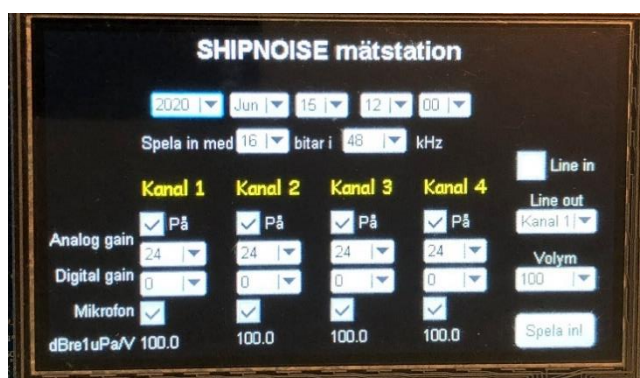 SHIPNOISE mätstation
2020 Jun 15 12 00
Spela in med 16 bitar i 48 kHz
Line in
Kanal 1 Kanal 2 Kanal 3 Kanal 4
Line out
På På På På Kanal 1
Analog gain 24 24 24 24
Volym
Digital gain 0 0 0 0 100
Mikrofon
Spela in!
dBre1uPa/V 100.0 100.0 100.0 100.0